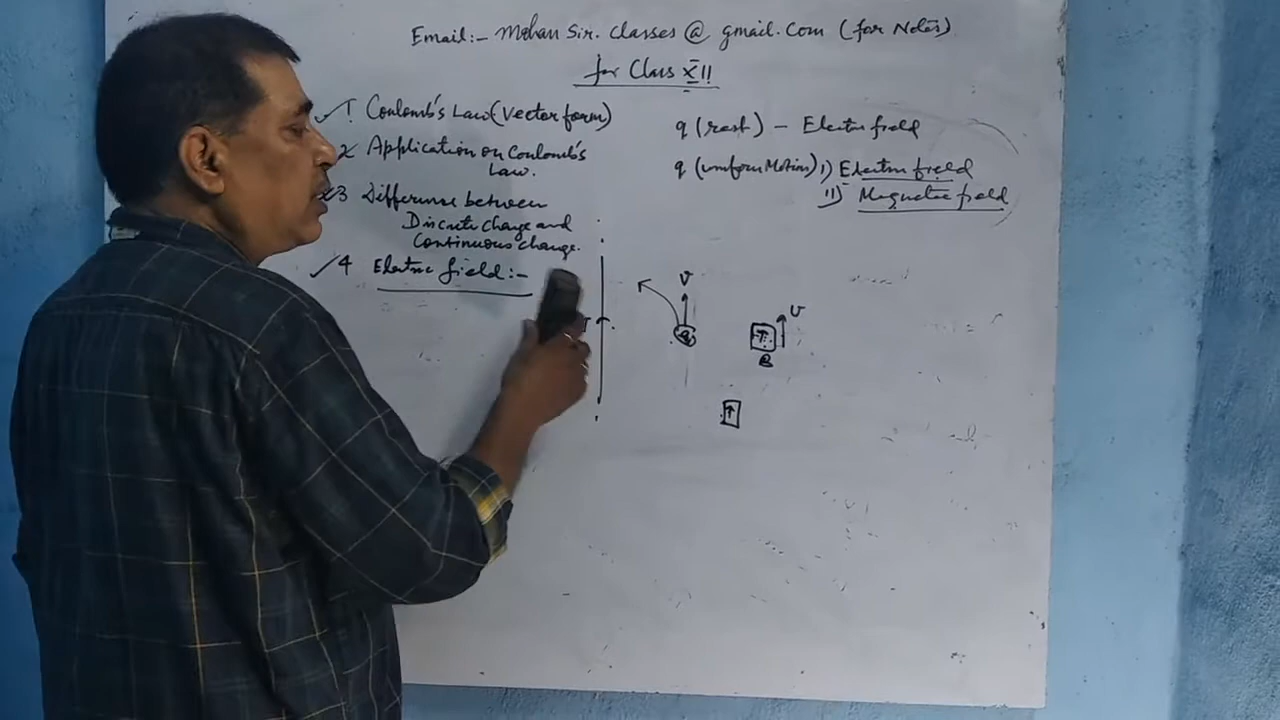 Email:- Mohan Sir. Classes @ gmail.Com (for Notes)
for Class XII
1. Coulomb's Law (Vector form)
2 Application on Coulomb's
Law.
3 Difference between
Discrete charge and
Continuous charge.
4 Electric field:-
q (rest) - Electric field
q (uniform Motion) i) Electric field
ii) Magnetic field
v
q
v
B